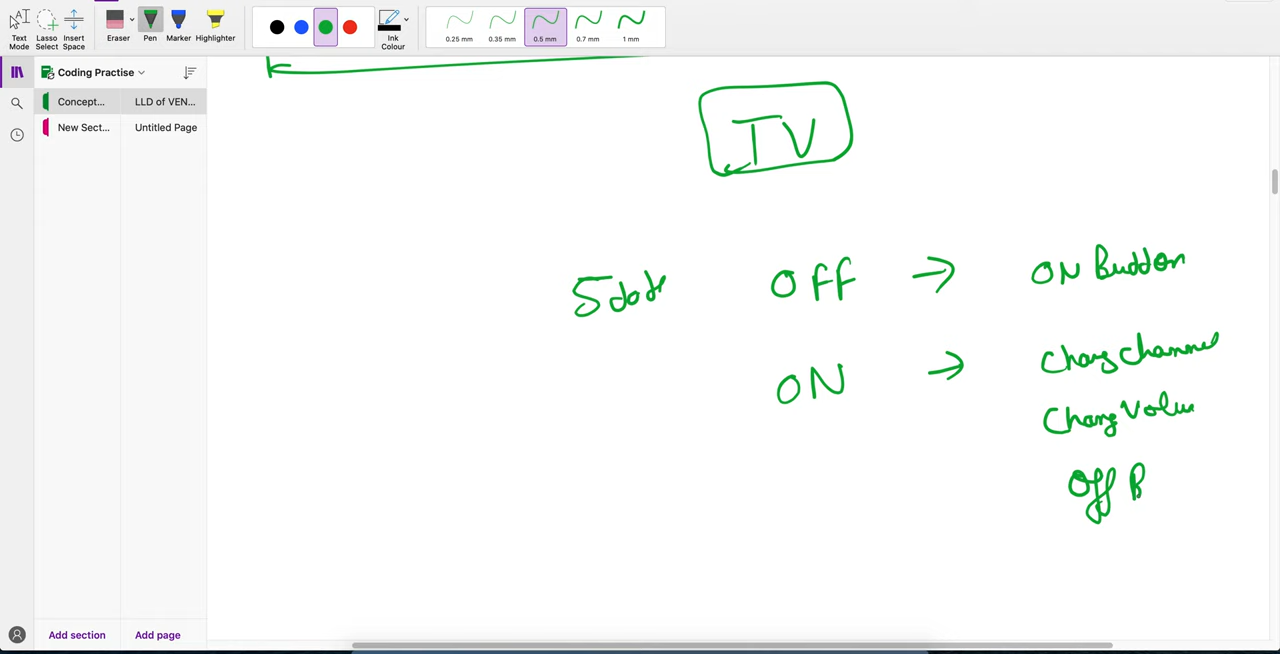 Text Mode
Lasso Select
Insert Space
Eraser
Pen
Marker
Highlighter
Ink Colour
0.25 mm
0.35 mm
0.5 mm
0.7 mm
1 mm
Coding Practise
Concept...
LLD of VEN...
New Sect...
Untitled Page
TV
State OFF → ON Button
ON → Chang Channel
Chang Volu
Off B
Add section
Add page